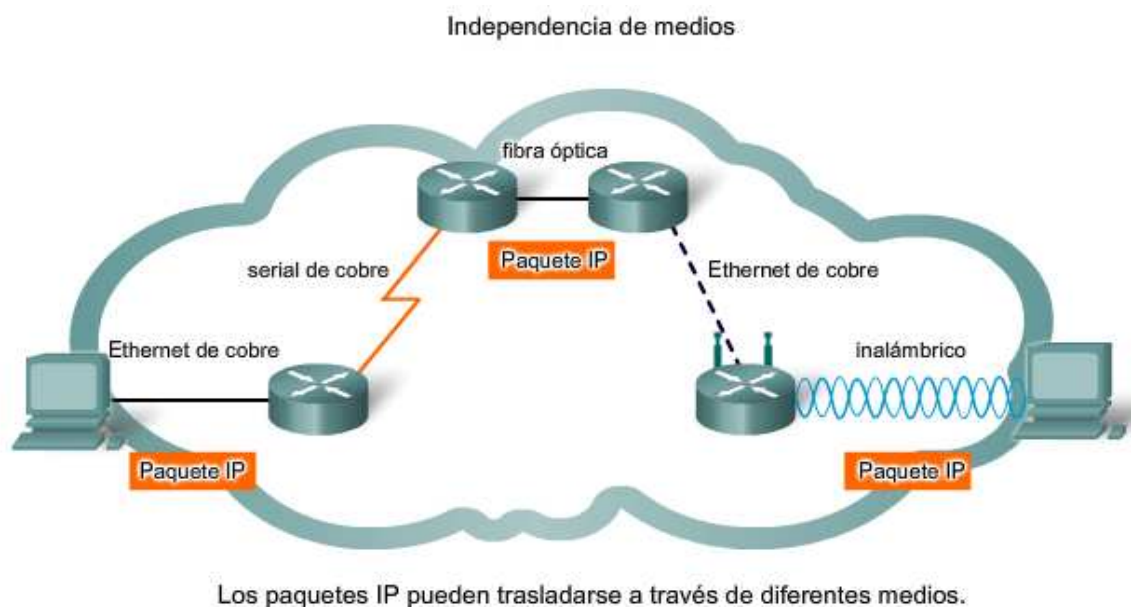 Independencia de medios
fibra óptica
Paquete IP
serial de cobre
Ethernet de cobre
Ethernet de cobre
inalámbrico
Paquete IP
Paquete IP
Los paquetes IP pueden trasladarse a través de diferentes medios.